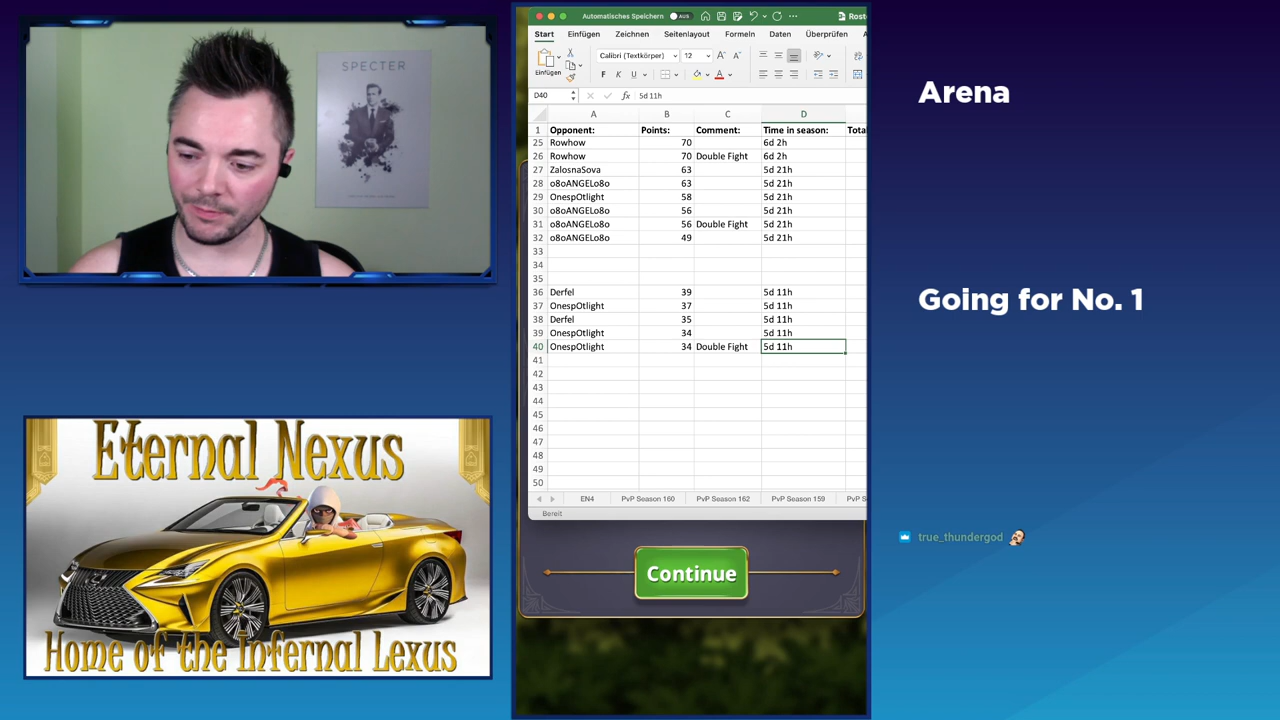 SPECTER
Eternal Nexus
Home of the Infernal Lexus
Automatisches Speichern AUS ··· Rost
Start Einfügen Zeichnen Seitenlayout Formeln Daten Überprüfen A
Einfügen Calibri (Textkörper) 12
F K U
D40 fx 5d 11h
A B C D
1 Opponent: Points: Comment: Time in season: Tota
25 Rowhow 70 6d 2h
26 Rowhow 70 Double Fight 6d 2h
27 ZalosnaSova 63 5d 21h
28 o8oANGELo8o 63 5d 21h
29 OnespOtlight 58 5d 21h
30 o8oANGELo8o 56 5d 21h
31 o8oANGELo8o 56 Double Fight 5d 21h
32 o8oANGELo8o 49 5d 21h
33
34
35
36 Derfel 39 5d 11h
37 OnespOtlight 37 5d 11h
38 Derfel 35 5d 11h
39 OnespOtlight 34 5d 11h
40 OnespOtlight 34 Double Fight 5d 11h
41
42
43
44
45
46
47
48
49
50
EN4 PvP Season 160 PvP Season 162 PvP Season 159 PvP S
Bereit
Continue
Arena
Going for No. 1
true_thundergod